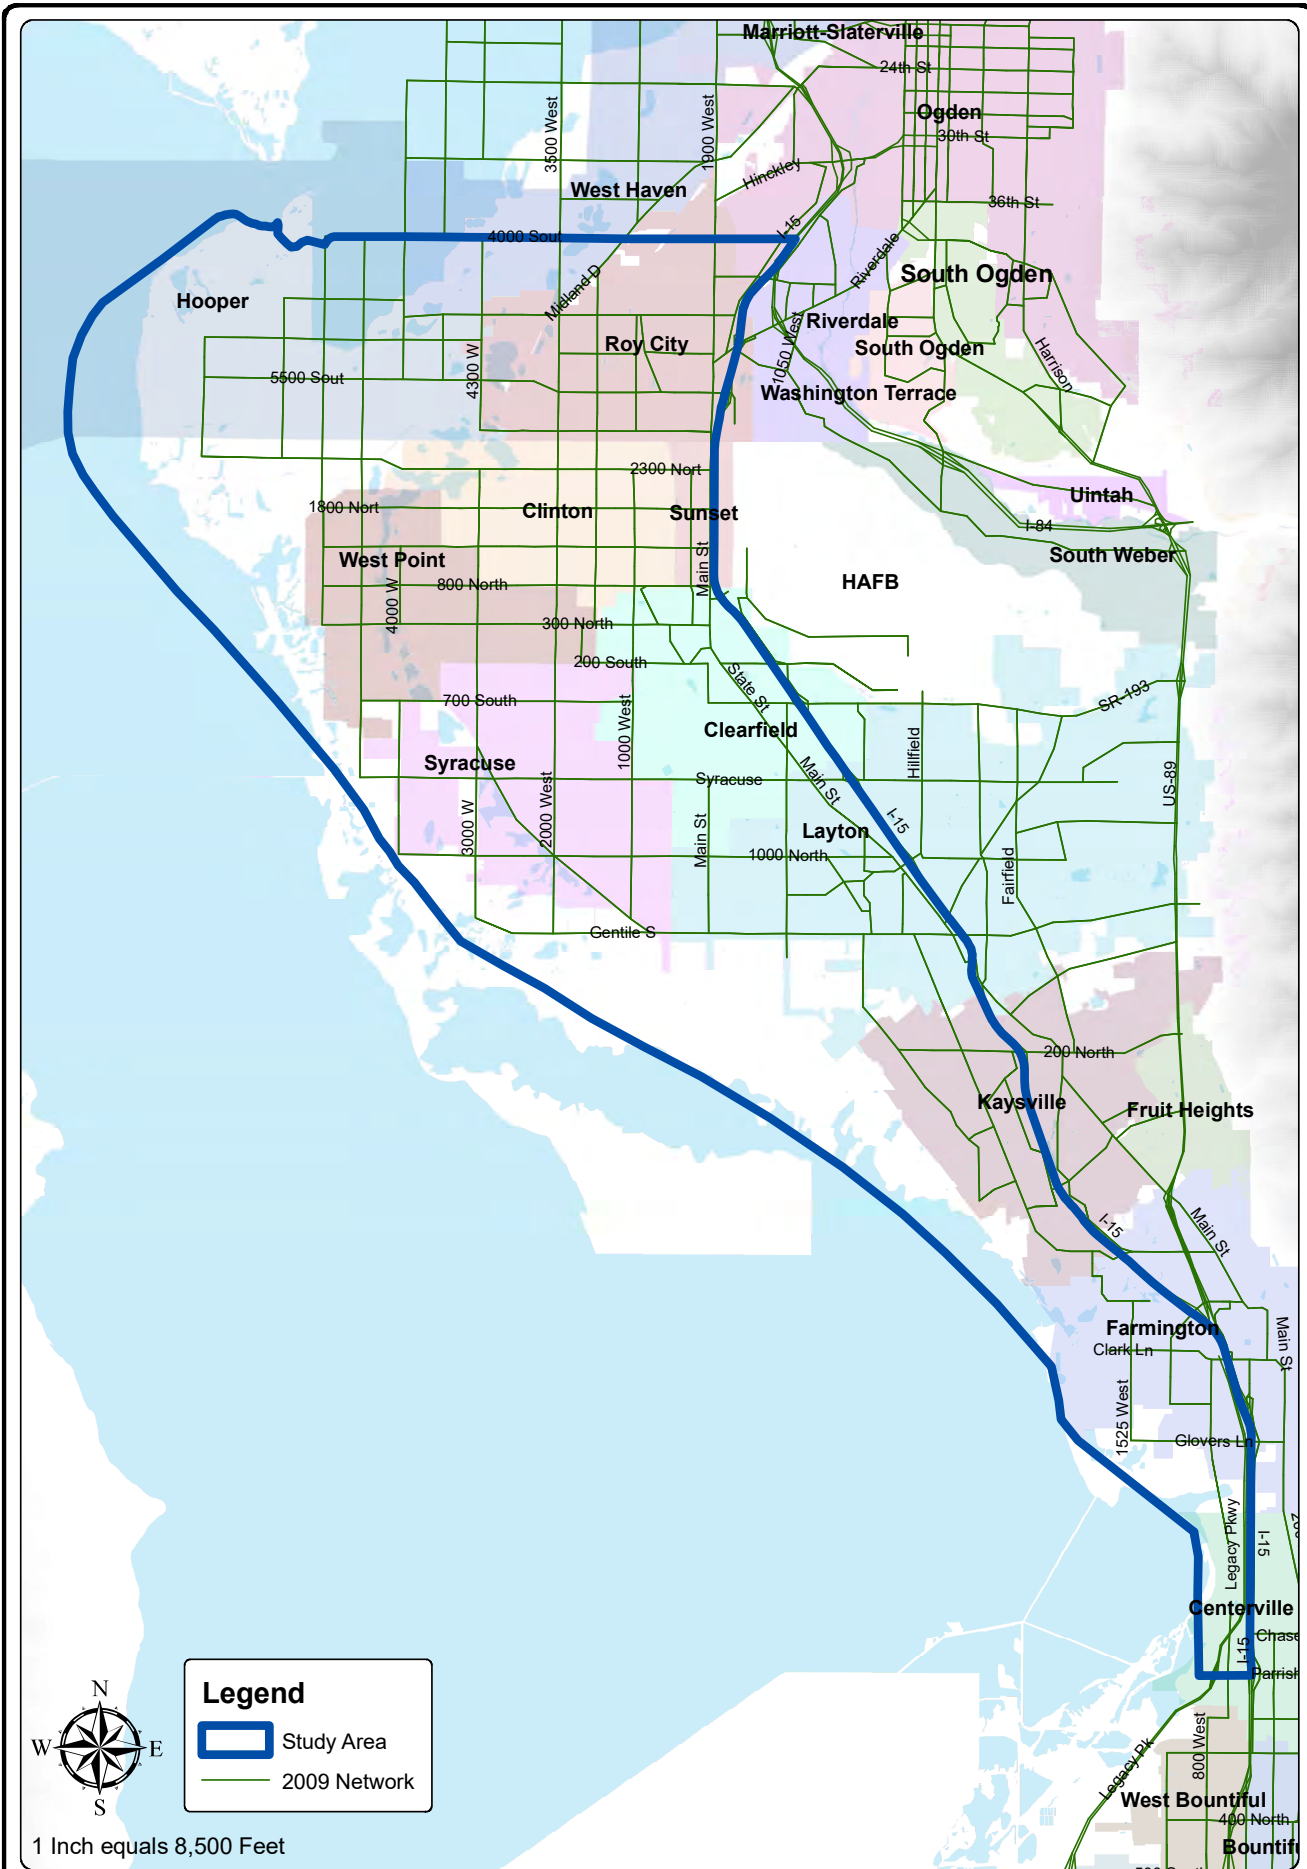 Marriott-Slaterville
24th St
Ogden
30th St
3500 West
1900 West
Hinckley
West Haven
36th St
I-15
4000 Sout
Riverdale
South Ogden
Midland D
Hooper
Riverdale
1050 West
Roy City
South Ogden
Harrison
4300 W
5500 Sout
Washington Terrace
2300 Nort
Uintah
1800 Nort
Clinton
Sunset
I-84
South Weber
West Point
Main St
HAFB
800 North
4000 W
300 North
200 South
State St
SR-193
700 South
1000 West
Clearfield
Hillfield
Syracuse
Syracuse
Main St
US-89
2000 West
3000 W
I-15
Layton
Main St
1000 North
Fairfield
Gentile S
200 North
Kaysville
Fruit Heights
I-15
Main St
Farmington
Main St
Clark Ln
1525 West
Glovers Ln
Legacy Pkwy
I-15
Centerville
Chase
I-15
Parrish
Legend
Study Area
2009 Network
N
W
E
S
800 West
Legacy Pk
West Bountiful
400 North
Bountifu
1 Inch equals 8,500 Feet